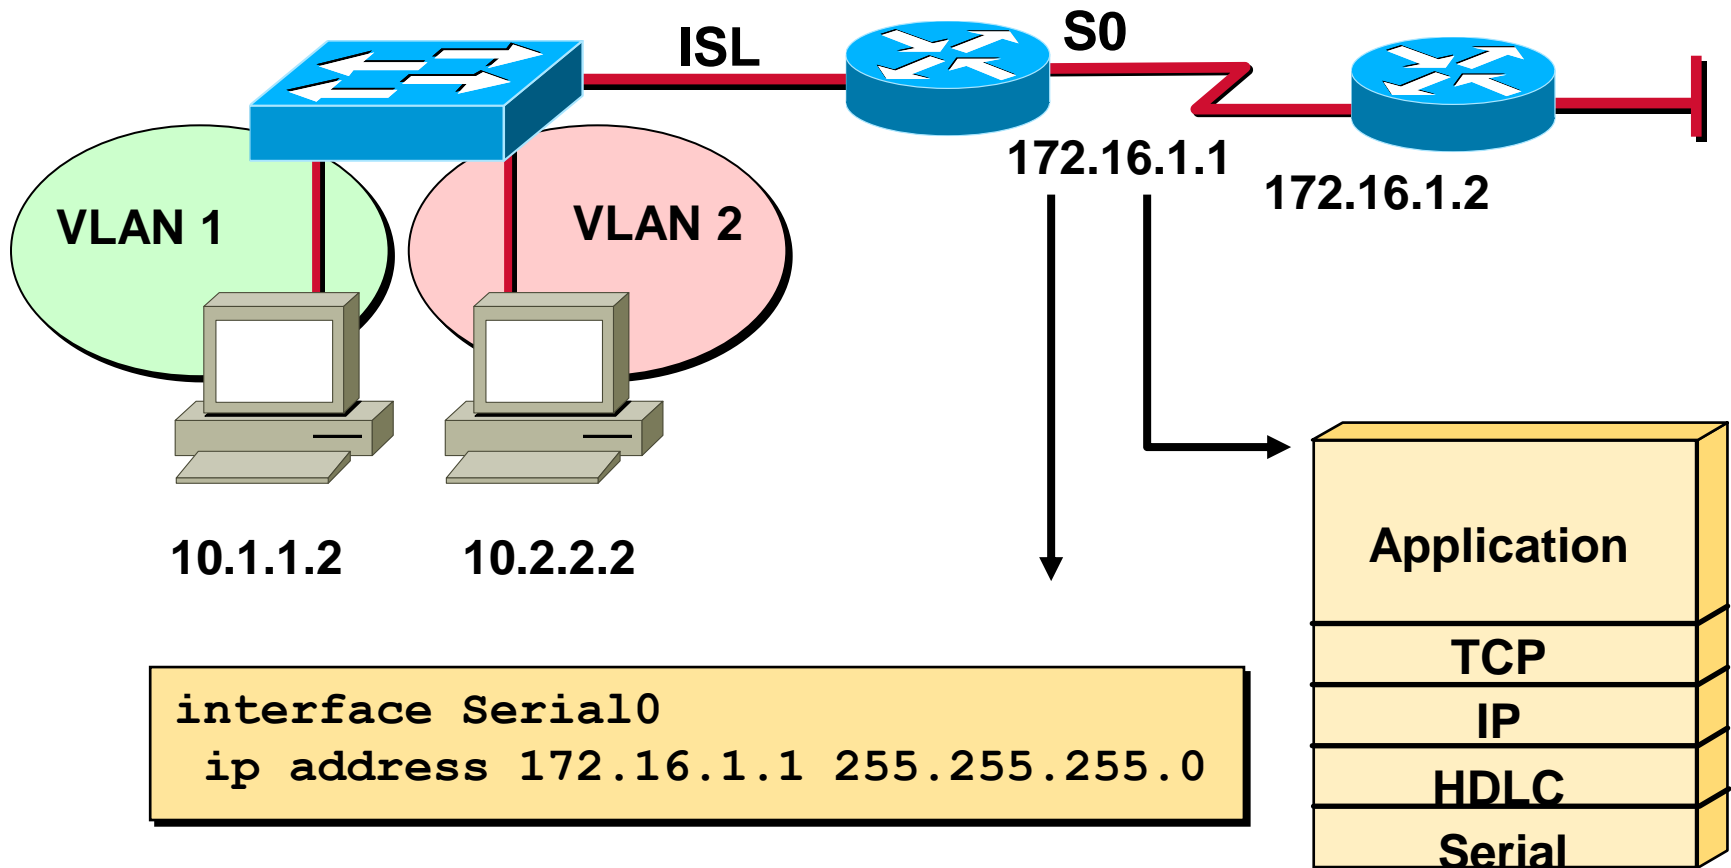 ISL
S0
172.16.1.1
172.16.1.2
VLAN 1
VLAN 2
10.1.1.2
10.2.2.2
interface Serial0
ip address 172.16.1.1 255.255.255.0
Application
TCP
IP
HDLC
Serial